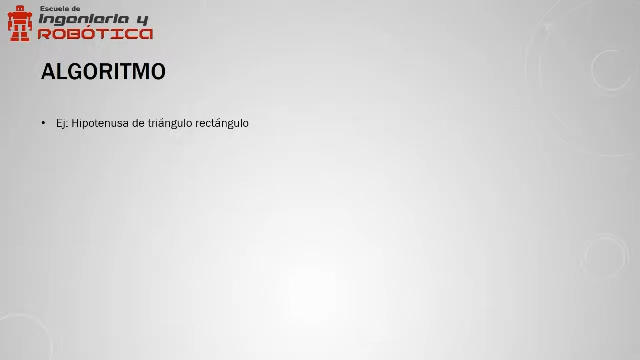 Escuela de
Ingeniería y
ROBÓTICA
ALGORITMO
• Ej: Hipotenusa de triángulo rectángulo